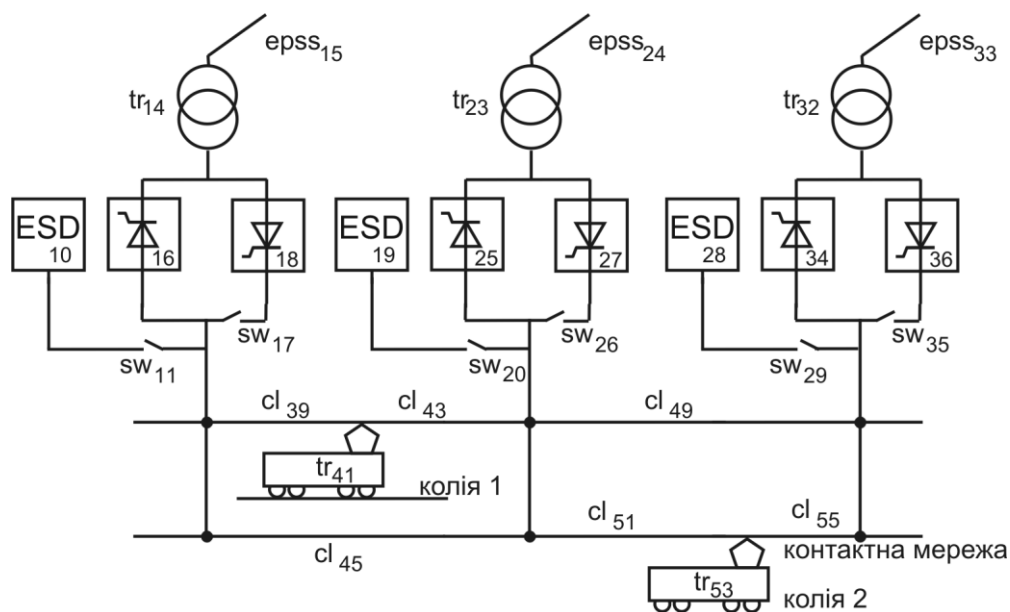 epss15 epss24 epss33
tr14 tr23 tr32
ESD 10 16 18 ESD 19 25 27 ESD 28 34 36
sw17 sw26 sw35
sw11 sw20 sw29
cl 39 cl 43 cl 49
tr41
колія 1
cl 51 cl 55
cl 45
контактна мережа
tr53
колія 2